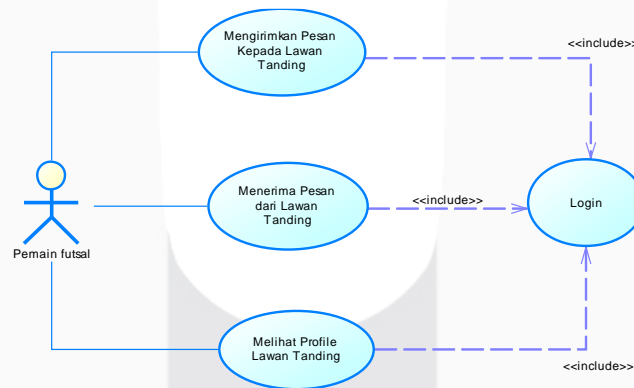 Mengirimkan Pesan
Kepada Lawan
Tanding
<<include>>
Menerima Pesan
dari Lawan
Tanding
<<include>>
Login
Pemain futsal
Melihat Profile
Lawan Tanding
<<include>>